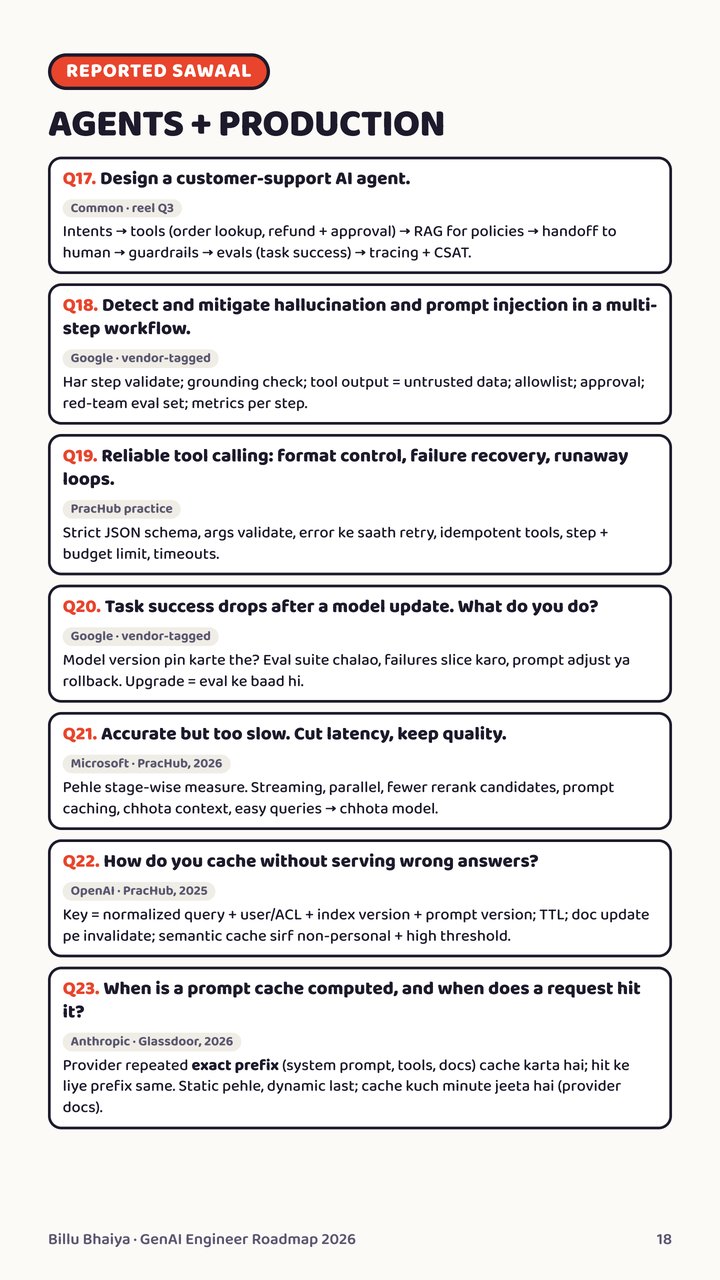 REPORTED SAWAAL
AGENTS + PRODUCTION
Q17. Design a customer-support AI agent.
Common · reel Q3
Intents → tools (order lookup, refund + approval) → RAG for policies → handoff to
human → guardrails → evals (task success) → tracing + CSAT.
Q18. Detect and mitigate hallucination and prompt injection in a multi-
step workflow.
Google · vendor-tagged
Har step validate; grounding check; tool output = untrusted data; allowlist; approval;
red-team eval set; metrics per step.
Q19. Reliable tool calling: format control, failure recovery, runaway
loops.
PracHub practice
Strict JSON schema, args validate, error ke saath retry, idempotent tools, step +
budget limit, timeouts.
Q20. Task success drops after a model update. What do you do?
Google · vendor-tagged
Model version pin karte the? Eval suite chalao, failures slice karo, prompt adjust ya
rollback. Upgrade = eval ke baad hi.
Q21. Accurate but too slow. Cut latency, keep quality.
Microsoft · PracHub, 2026
Pehle stage-wise measure. Streaming, parallel, fewer rerank candidates, prompt
caching, chhota context, easy queries → chhota model.
Q22. How do you cache without serving wrong answers?
OpenAI · PracHub, 2025
Key = normalized query + user/ACL + index version + prompt version; TTL; doc update
pe invalidate; semantic cache sirf non-personal + high threshold.
Q23. When is a prompt cache computed, and when does a request hit
it?
Anthropic · Glassdoor, 2026
Provider repeated exact prefix (system prompt, tools, docs) cache karta hai; hit ke
liye prefix same. Static pehle, dynamic last; cache kuch minute jeeta hai (provider
docs).
Billu Bhaiya · GenAI Engineer Roadmap 2026
18